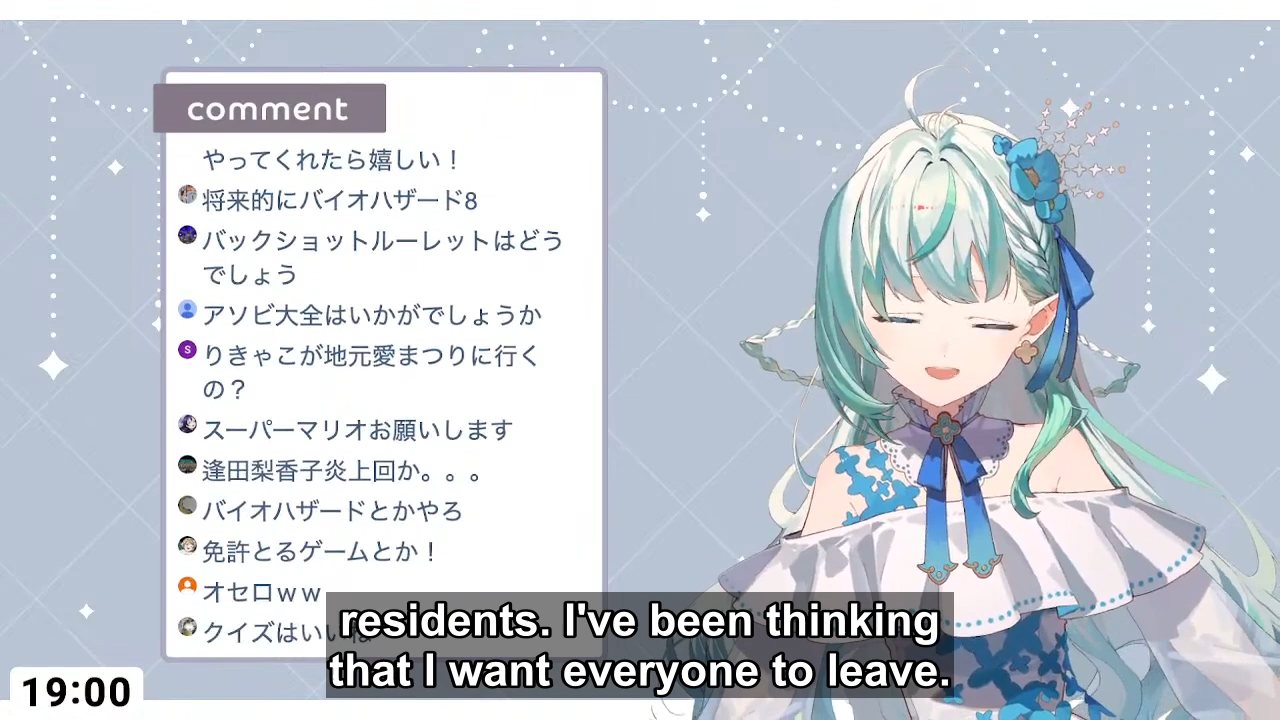 comment
やってくれたら嬉しい！
将来的にバイオハザード8
バックショットルーレットはどう
でしょう
アソビ大全はいかがでしょうか
S
りきゃこが地元愛まつりに行く
の？
スーパーマリオお願いします
逢田梨香子炎上回か。。。
バイオハザードとかやろ
免許とるゲームとか！
オセロｗｗ
クイズはいい
residents. I've been thinking
that I want everyone to leave.
19:00